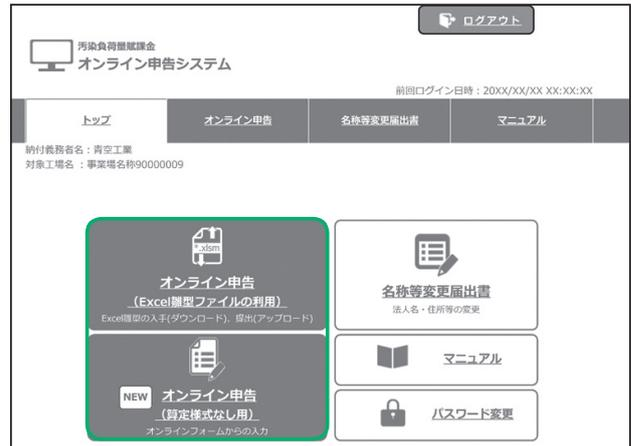 ログアウト
汚染負荷量賦課金
オンライン申告システム
前回ログイン日時：20XX/XX/XX XX:XX:XX
トップ
オンライン申告
名称等変更届出書
マニュアル
納付義務者名：青空工業
対象工場名 ：事業場名称90000009
*.xlsm
オンライン申告
（Excel雛型ファイルの利用）
Excel雛型の入手(ダウンロード)、提出(アップロード)
名称等変更届出書
法人名・住所等の変更
NEW
オンライン申告
（算定様式なし用）
オンラインフォームからの入力
マニュアル
パスワード変更